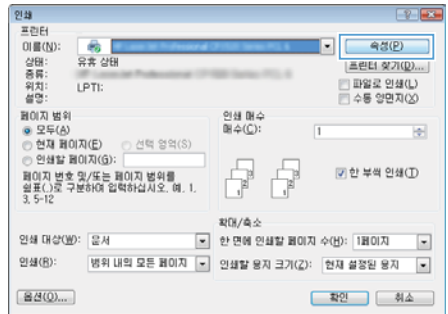 인쇄
프린터
이름(N):
속성(P)
상태: 유휴 상태
프린터 찾기(D)...
종류:
위치: LPT1:
파일로 인쇄(L)
설명:
수동 양면지(X)
페이지 범위
인쇄 매수
모두(A)
매수(C): 1
현재 페이지(E) 선택 영역(S)
인쇄할 페이지(G):
페이지 번호 및/또는 페이지 범위를
쉼표(,)로 구분하여 입력하십시오. 예, 1,
3, 5-12
한 부씩 인쇄(T)
확대/축소
인쇄 대상(W): 문서
한 면에 인쇄할 페이지 수(H): 1페이지
인쇄(R): 범위 내의 모든 페이지
인쇄할 용지 크기(Z): 현재 설정된 용지
옵션(O)...
확인
취소